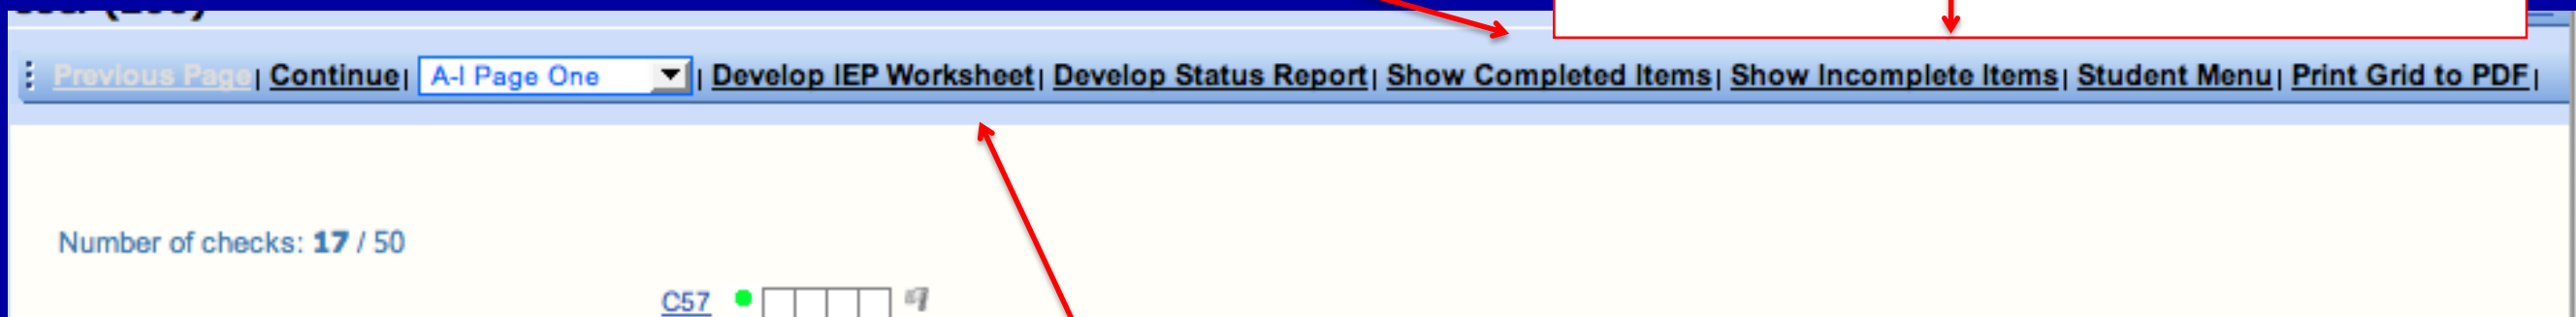 Previous Page| Continue| A-I Page One | Develop IEP Worksheet| Develop Status Report| Show Completed Items| Show Incomplete Items| Student Menu| Print Grid to PDF|
Number of checks: 17 / 50
C57